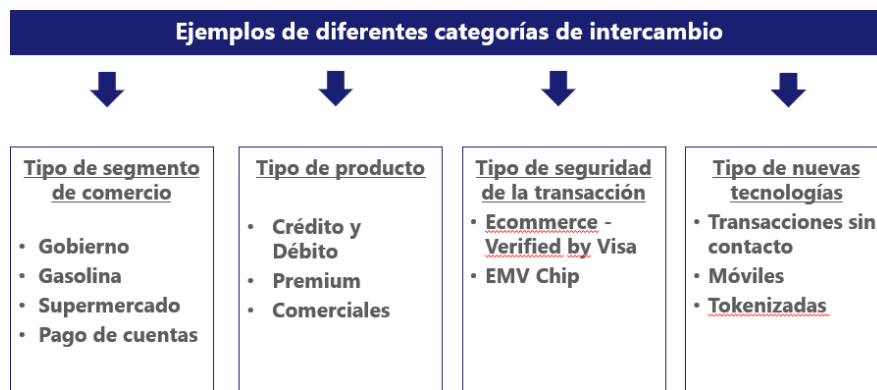 Ejemplos de diferentes categorías de intercambio
Tipo de segmento
de comercio
• Gobierno
• Gasolina
• Supermercado
• Pago de cuentas
Tipo de producto
• Crédito y
Débito
• Premium
• Comerciales
Tipo de seguridad
de la transacción
• Ecommerce -
Verified by Visa
• EMV Chip
Tipo de nuevas
tecnologías
• Transacciones sin
contacto
• Móviles
• Tokenizadas